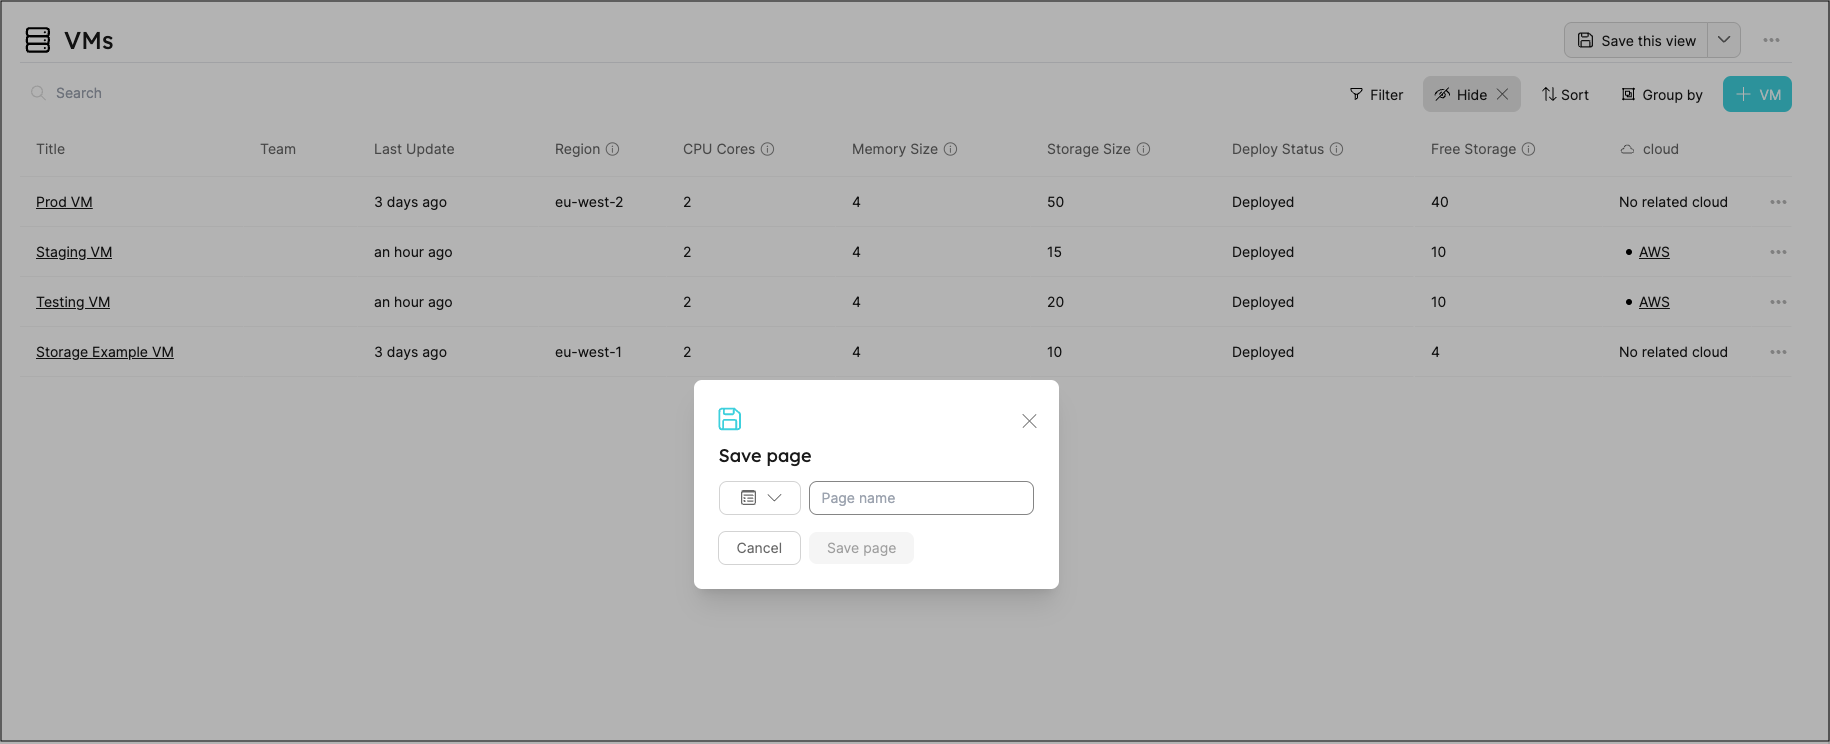 VMs
Save this view
Search
Filter Hide Sort Group by VM
Title Team Last Update Region CPU Cores Memory Size Storage Size Deploy Status Free Storage cloud
Prod VM 3 days ago eu-west-2 2 4 50 Deployed 40 No related cloud
Staging VM an hour ago 2 4 15 Deployed 10 AWS
Testing VM an hour ago 2 4 20 Deployed 10 AWS
Storage Example VM 3 days ago eu-west-1 2 4 10 Deployed 4 No related cloud
Save page
Page name
Cancel Save page